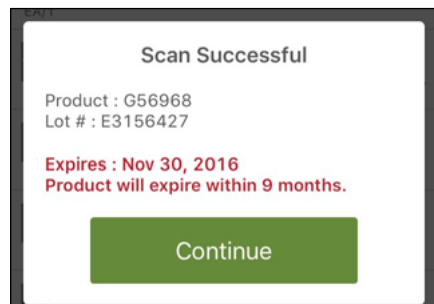 Scan Successful
Product : G56968
Lot # : E3156427
Expires : Nov 30, 2016
Product will expire within 9 months.
Continue